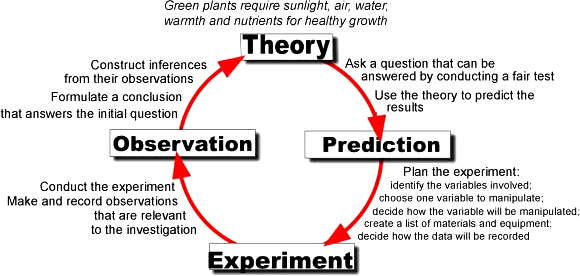 Green plants require sunlight, air, water,
warmth and nutrients for healthy growth
Theory
Ask a question that can be
answered by conducting a fair test
Use the theory to predict the
results
Prediction
Plan the experiment:
identify the variables involved;
choose one variable to manipulate;
decide how the variable will be manipulated;
create a list of materials and equipment;
decide how the data will be recorded
Experiment
Conduct the experiment
Make and record observations
that are relevant
to the investigation
Observation
Formulate a conclusion
that answers the initial question
Construct inferences
from their observations